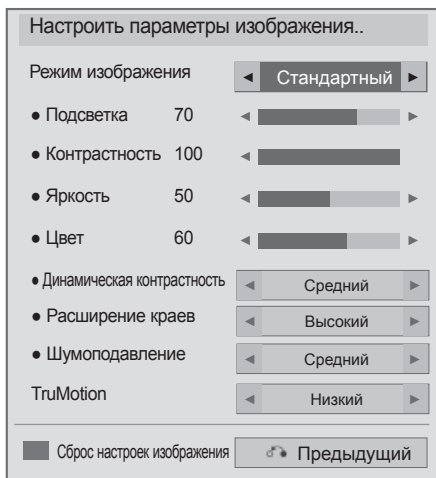 Настроить параметры изображения..
Режим изображения ◄ Стандартный ►
● Подсветка 70 ◄ ►
● Контрастность 100 ◄
● Яркость 50 ◄ ►
● Цвет 60 ◄ ►
● Динамическая контрастность ◄ Средний ►
● Расширение краев ◄ Высокий ►
● Шумоподавление ◄ Средний ►
TruMotion ◄ Низкий ►
Сброс настроек изображения Предыдущий